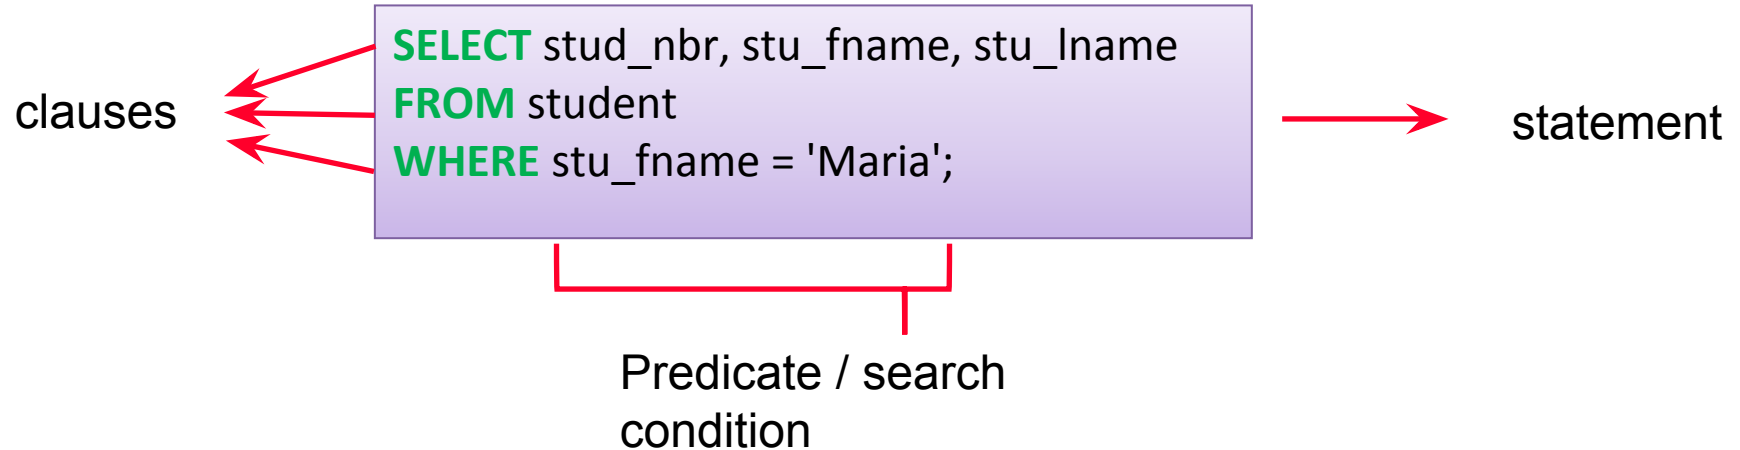 SELECT stud_nbr, stu_fname, stu_lname
FROM student
WHERE stu_fname = 'Maria';
clauses
statement
Predicate / search
condition